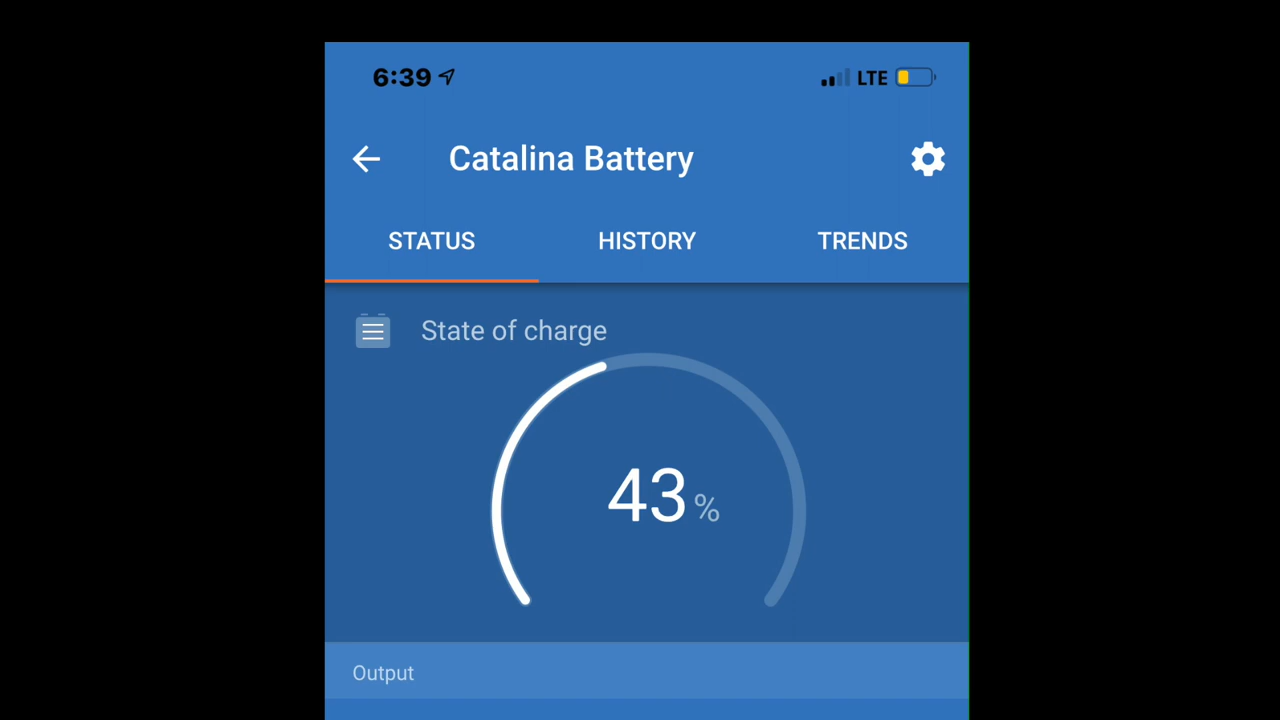 6:39 LTE
Catalina Battery
STATUS HISTORY TRENDS
State of charge
43 %
Output